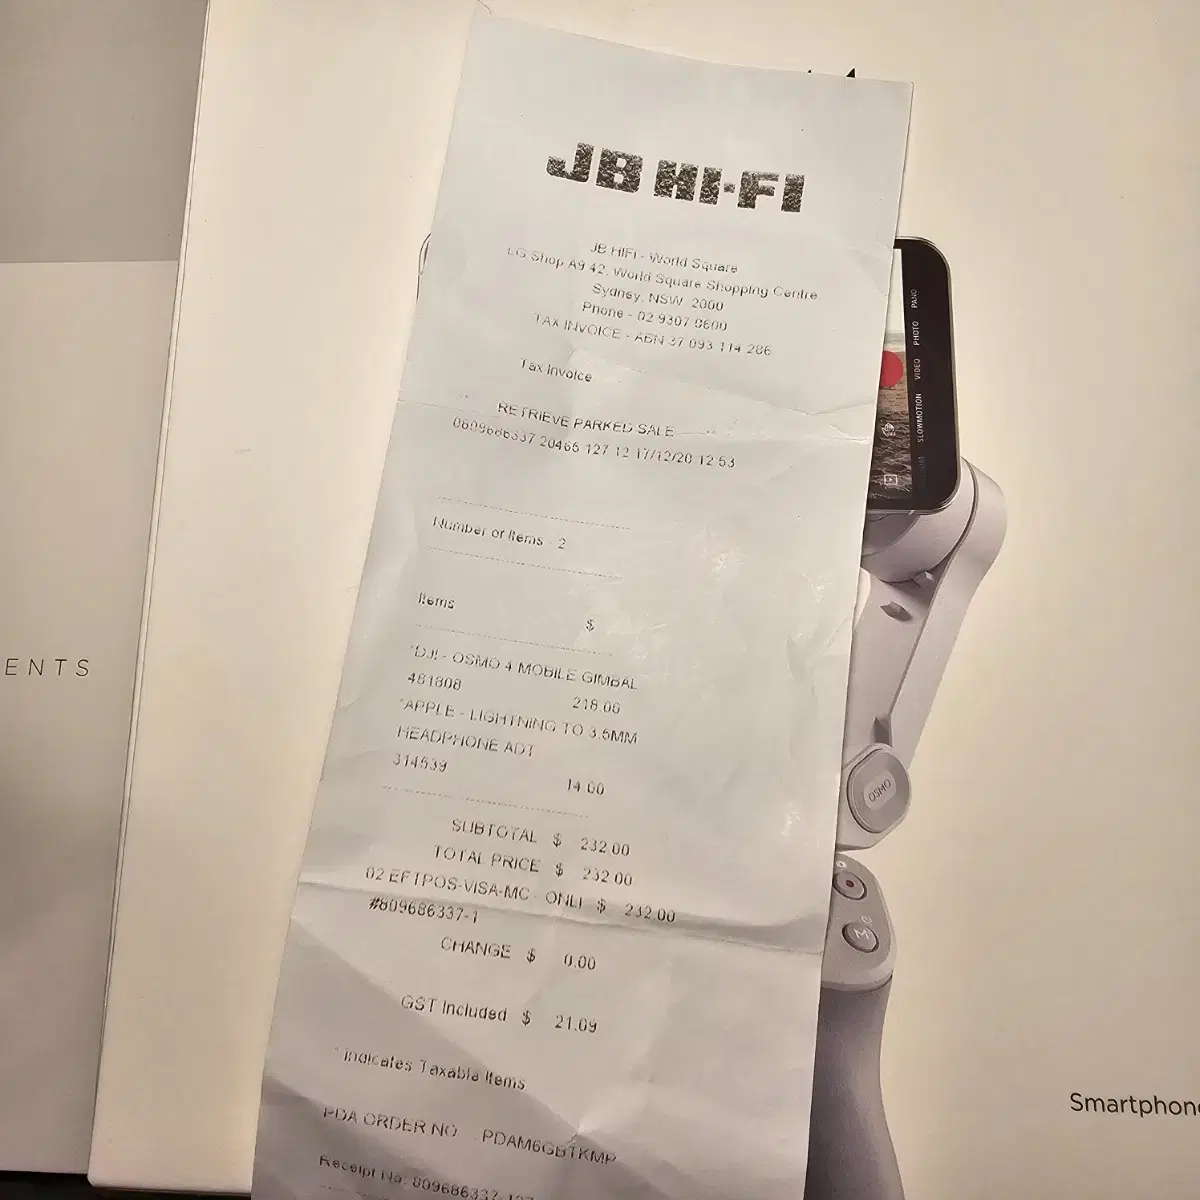 JB HI-FI
JB HIFI - World Square
LG Shop A9 42, World Square Shopping Centre
Sydney, NSW 2000
Phone - 02 9307 0600
TAX INVOICE - ABN 37 093 114 286
Tax Invoice
RETRIEVE PARKED SALE
0809686337 20465 127 12 17/12/20 12:53
Number of Items - 2
Items
$
*DJI - OSMO 4 MOBILE GIMBAL
481808 218.00
*APPLE - LIGHTNING TO 3.5MM
HEADPHONE ADT
314539
14.00
SUBTOTAL $ 232.00
TOTAL PRICE $ 232.00
02 EFTPOS-VISA-MC - ONLI $ 232.00
#809686337-1
CHANGE $ 0.00
GST Included $ 21.09
* Indicates Taxable Items
PDA ORDER NO PDAM6GBTKMP
Receipt No: 809686337-127
ENTS
SLOWMOTION VIDEO PHOTO PANO
OSMO
M
Smartphone